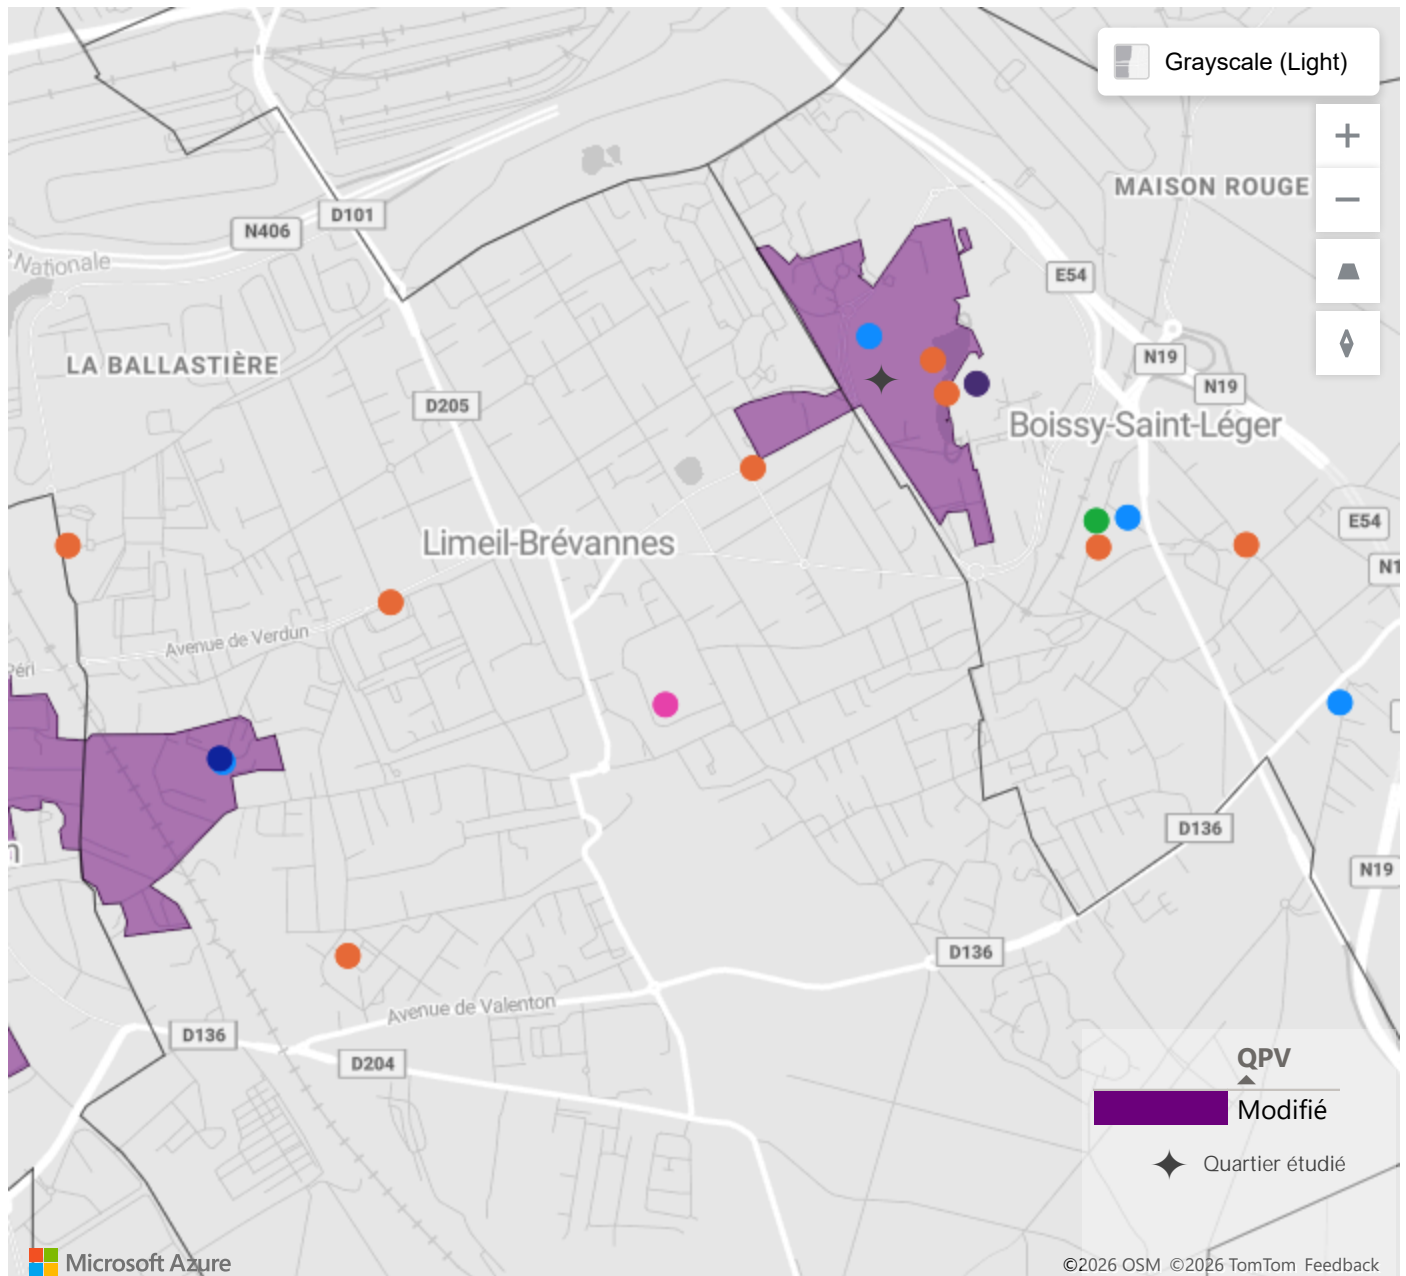 Grayscale (Light)
MAISON ROUGE
D101
N406
Nationale
E54
N19
LA BALLASTIÈRE
N19
D205
Boissy-Saint-Léger
E54
Limeil-Brévannes
N1
Avenue de Verdun
Péri
D136
n
N19
D136
Avenue de Valenton
D136
D204
QPV
Modifié
Quartier étudié
Microsoft Azure
©2026 OSM ©2026 TomTom Feedback